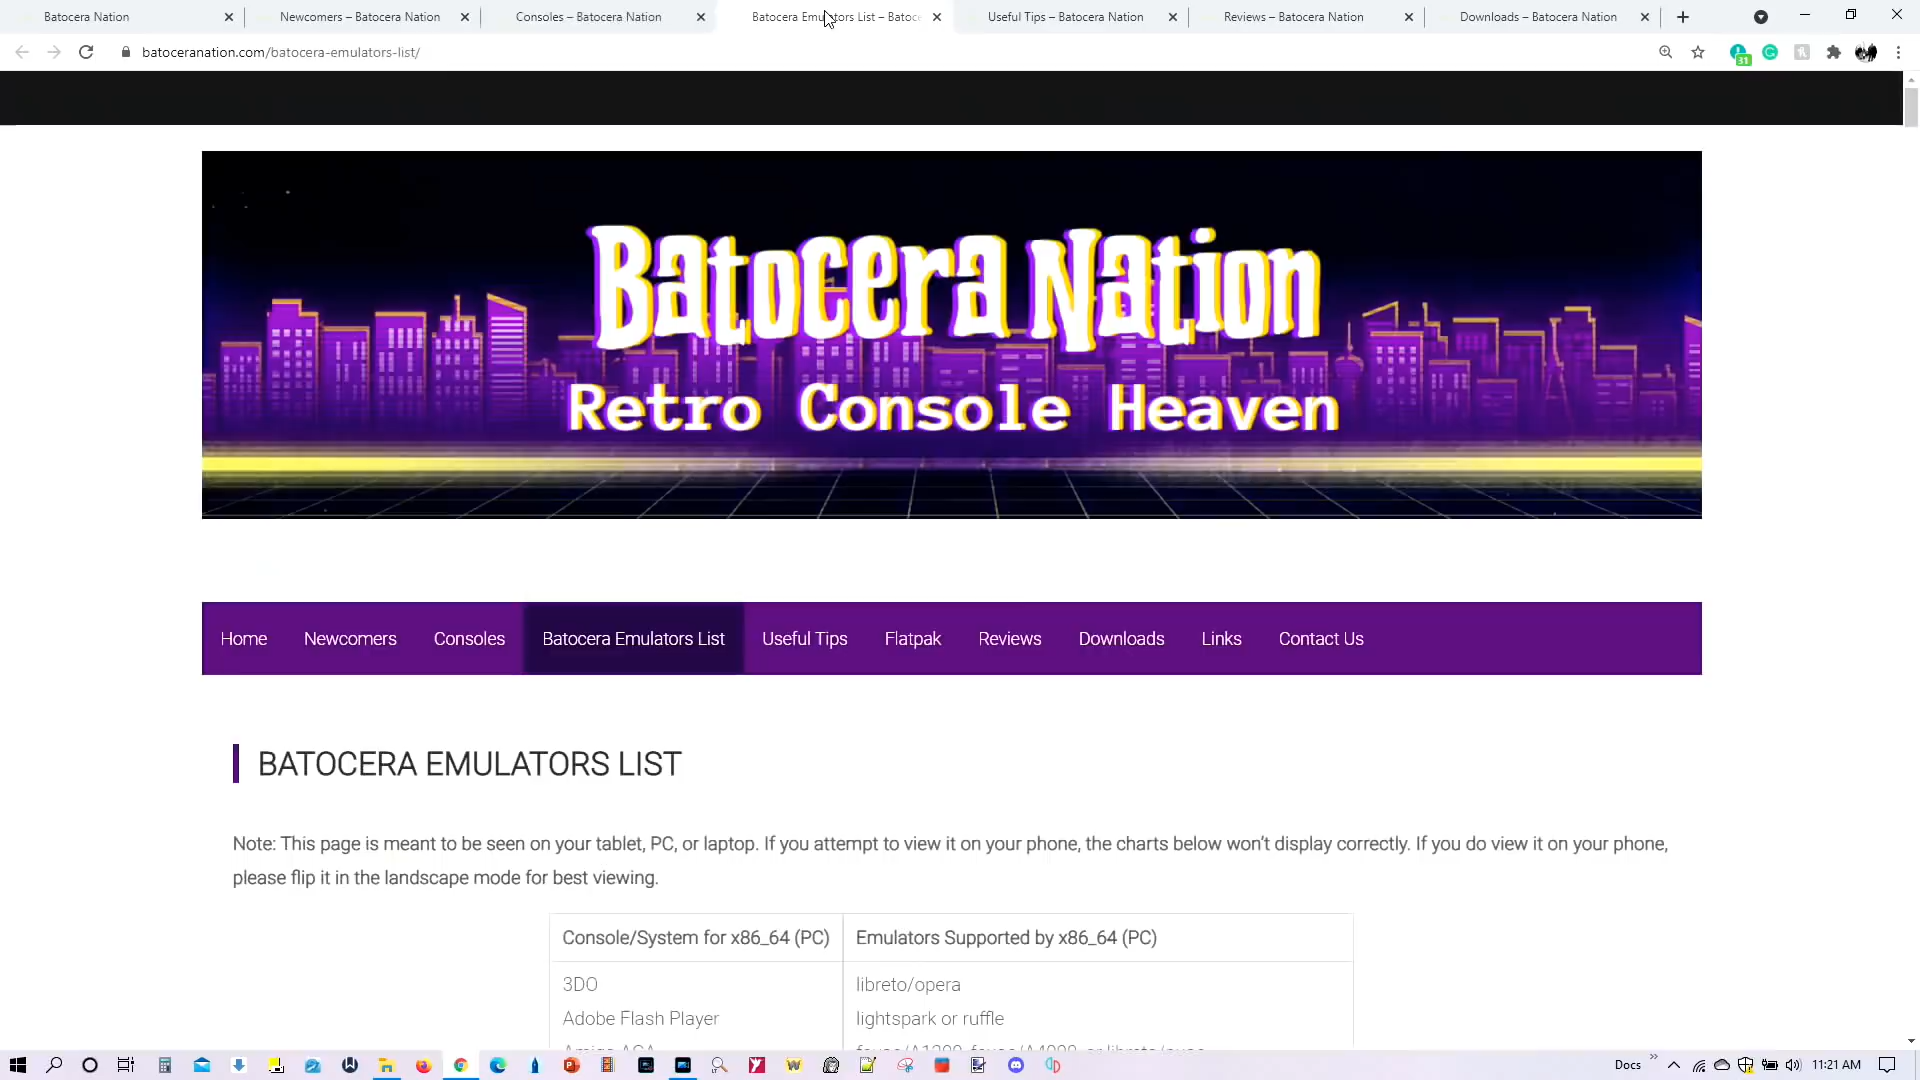 Batocera Nation
Newcomers – Batocera Nation
Consoles – Batocera Nation
Batocera Emulators List – Batoce
Useful Tips – Batocera Nation
Reviews – Batocera Nation
Downloads – Batocera Nation
batoceranation.com/batocera-emulators-list/
31
Batocera Nation
Retro Console Heaven
Home
Newcomers
Consoles
Batocera Emulators List
Useful Tips
Flatpak
Reviews
Downloads
Links
Contact Us
BATOCERA EMULATORS LIST
Note: This page is meant to be seen on your tablet, PC, or laptop. If you attempt to view it on your phone, the charts below won’t display correctly. If you do view it on your phone,
please flip it in the landscape mode for best viewing.
Console/System for x86_64 (PC)
Emulators Supported by x86_64 (PC)
3DO
libreto/opera
Adobe Flash Player
lightspark or ruffle
Docs
11:21 AM